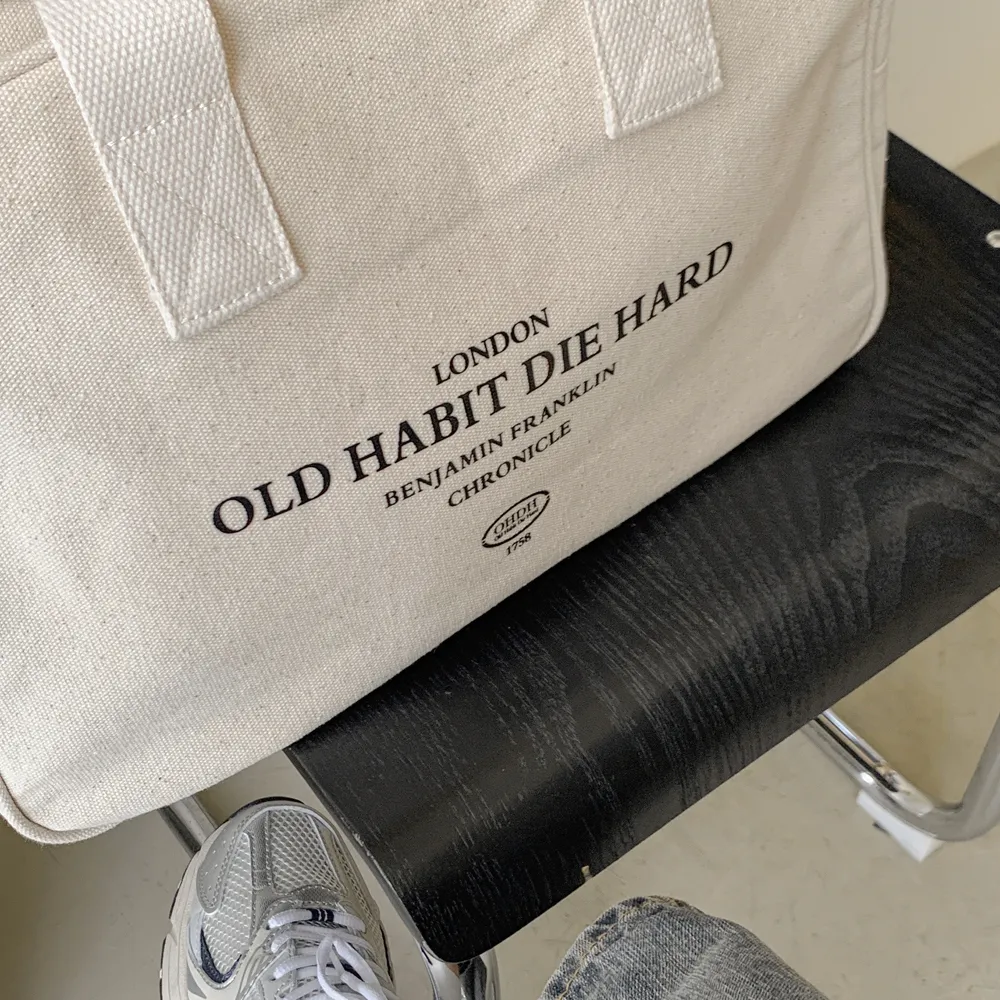 LONDON
OLD HABIT DIE HARD
BENJAMIN FRANKLIN
CHRONICLE
OHDH
1758